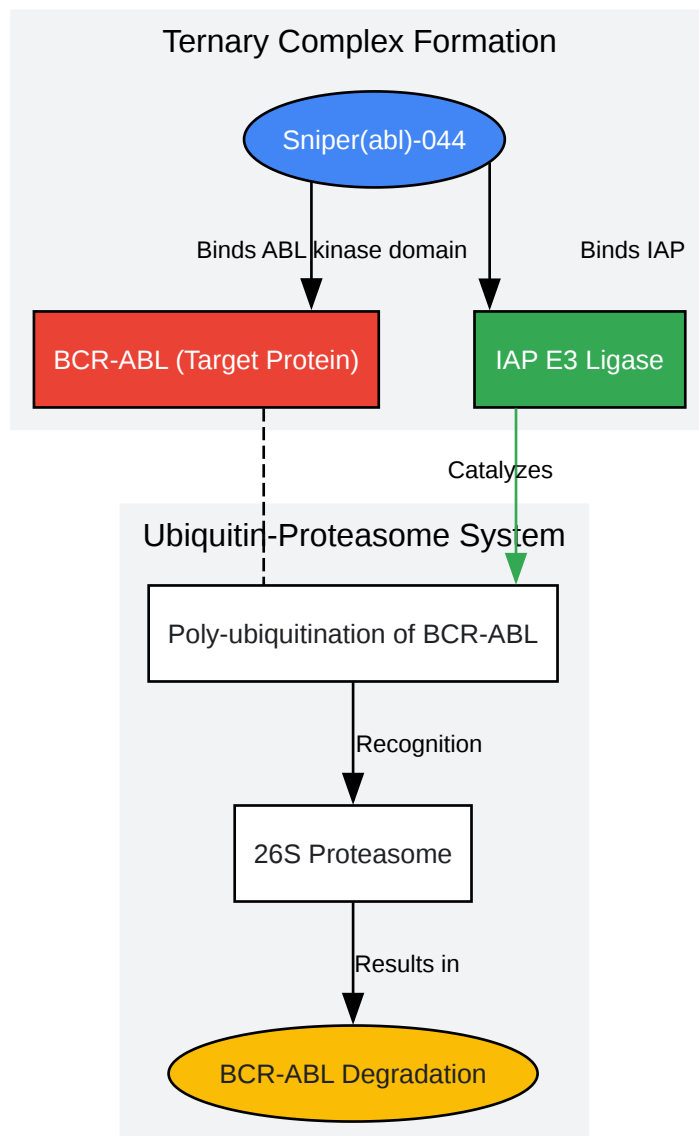 Ternary Complex Formation
Sniper(abl)-044
Binds ABL kinase domain
Binds IAP
BCR-ABL (Target Protein)
IAP E3 Ligase
Catalyzes
Ubiquitin-Proteasome System
Poly-ubiquitination of BCR-ABL
Recognition
26S Proteasome
Results in
BCR-ABL Degradation